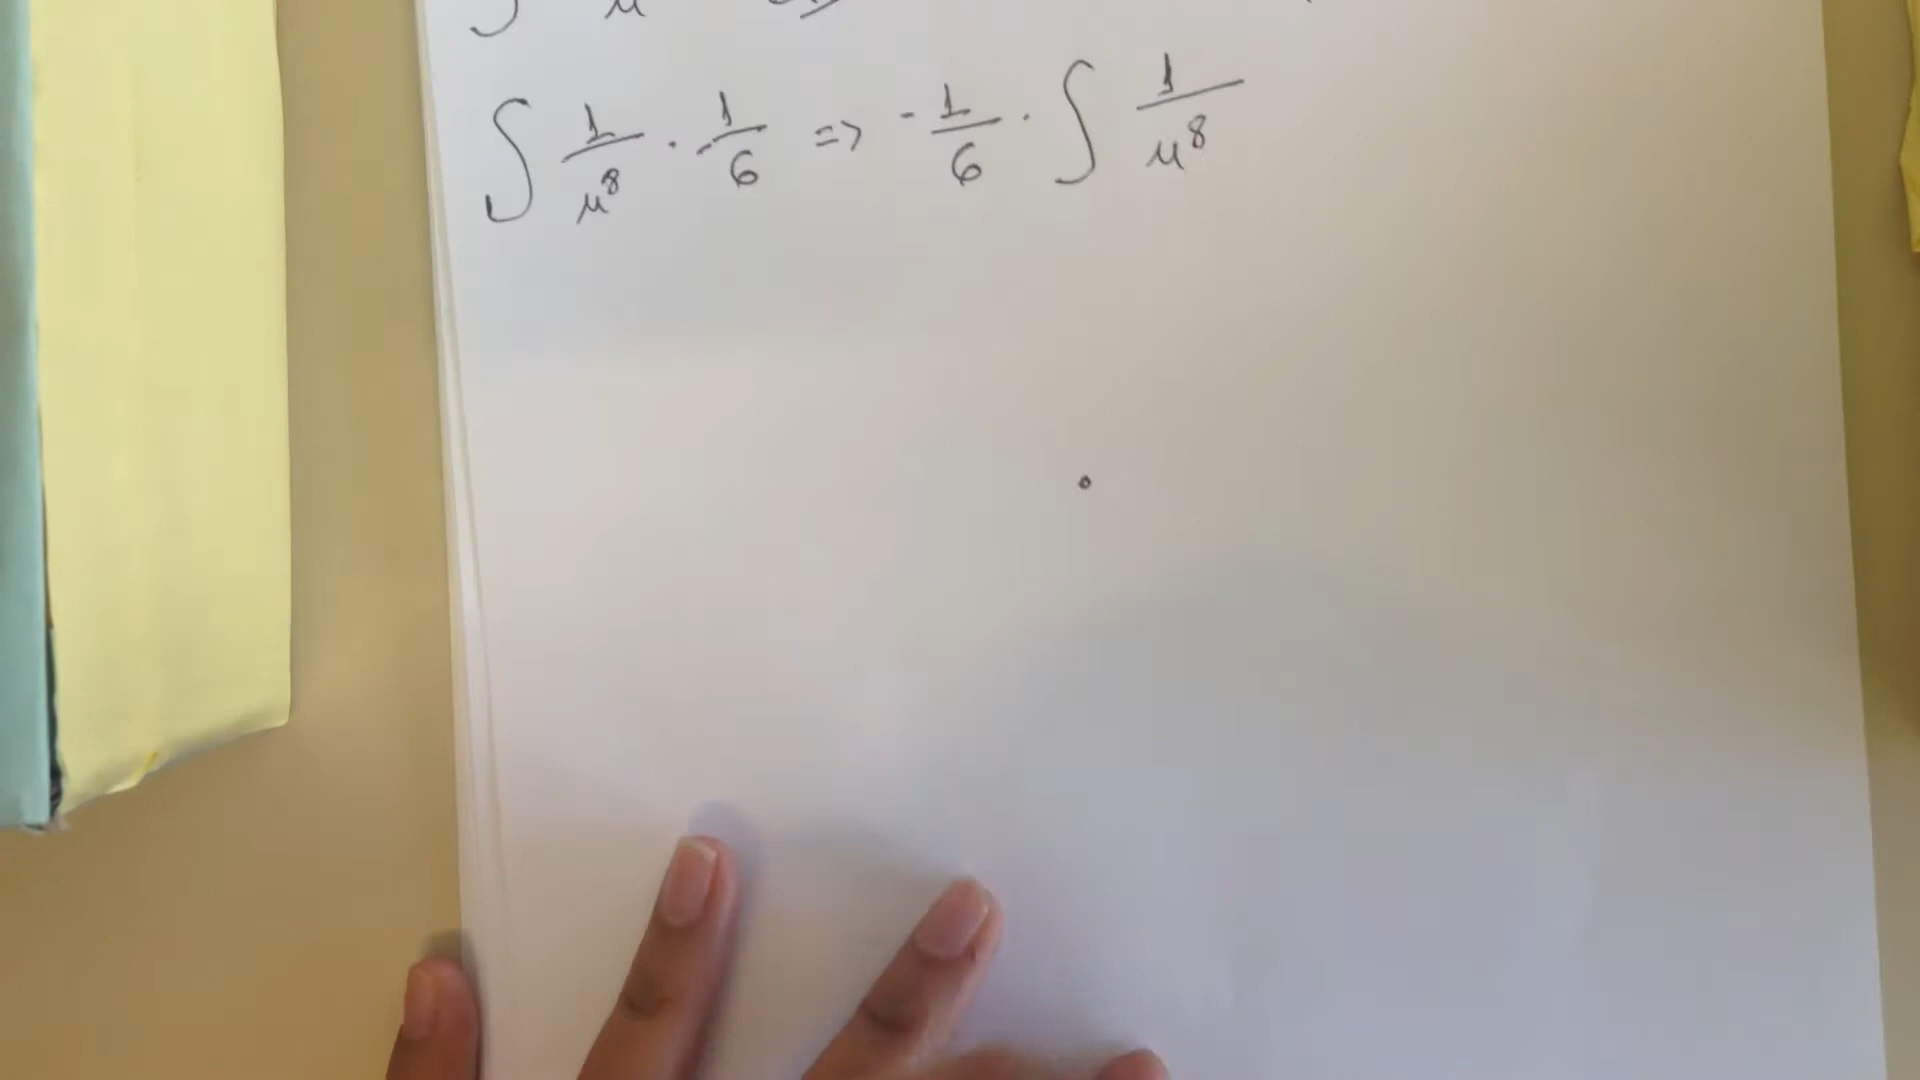 ∫ 1/u⁸ · 1/-6 => - 1/6 · ∫ 1/u⁸